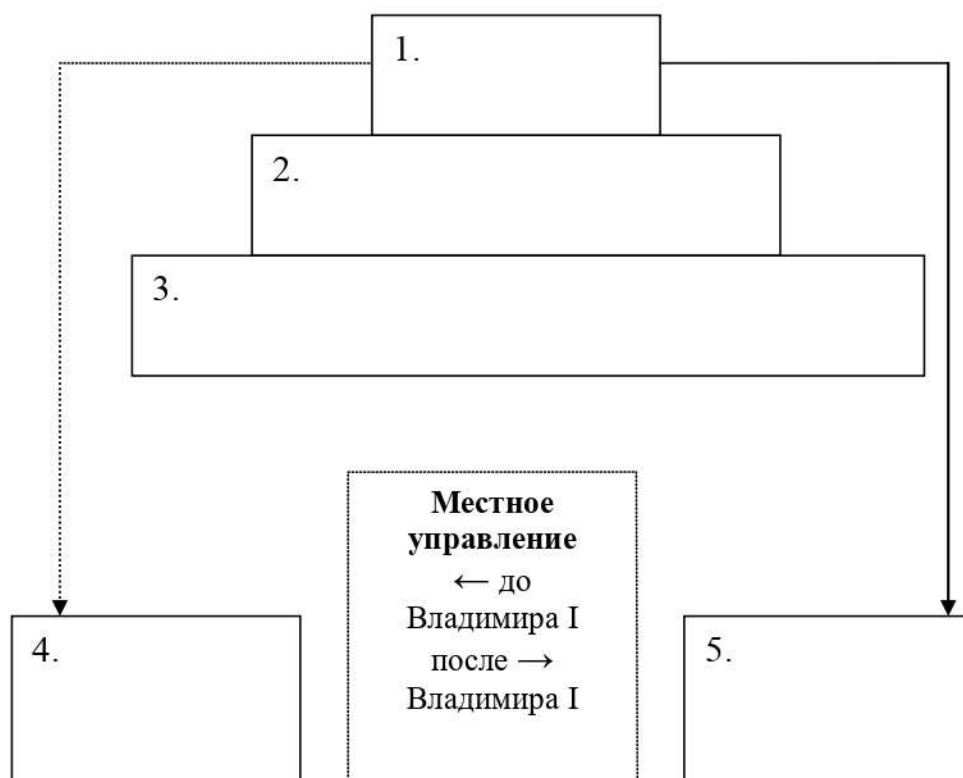 1.
2.
3.
Местное
управление
← до
Владимира I
после →
Владимира I
4.
5.